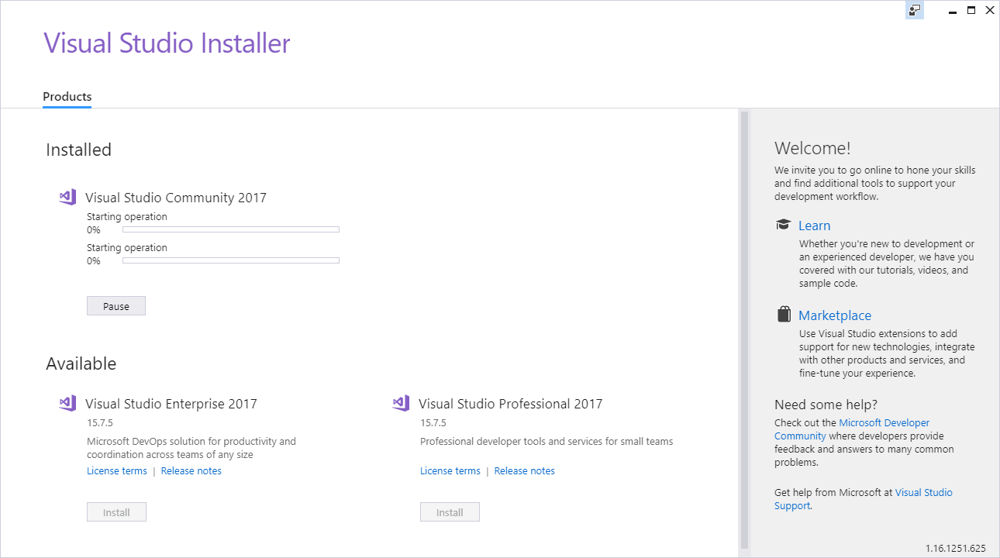 Visual Studio Installer
Products
Installed
Visual Studio Community 2017
Starting operation
0%
Starting operation
0%
Pause
Available
Visual Studio Enterprise 2017
15.7.5
Microsoft DevOps solution for productivity and
coordination across teams of any size
License terms | Release notes
Install
Visual Studio Professional 2017
15.7.5
Professional developer tools and services for small teams
License terms | Release notes
Install
Welcome!
We invite you to go online to hone your skills
and find additional tools to support your
development workflow.
Learn
Whether you're new to development or
an experienced developer, we have you
covered with our tutorials, videos, and
sample code.
Marketplace
Use Visual Studio extensions to add
support for new technologies, integrate
with other products and services, and
fine-tune your experience.
Need some help?
Check out the Microsoft Developer
Community where developers provide
feedback and answers to many common
problems.
Get help from Microsoft at Visual Studio
Support.
1.16.1251.625